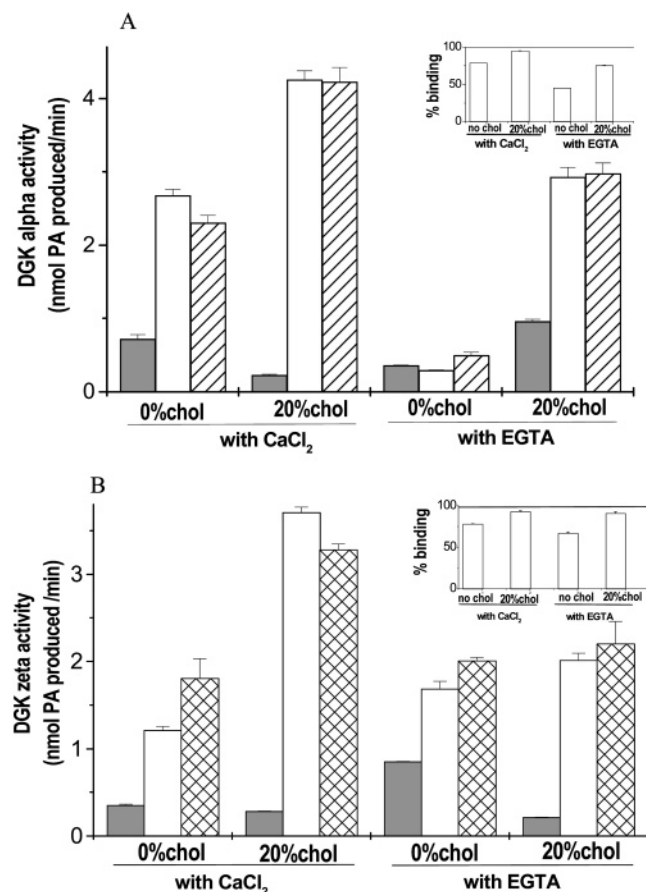 A
DGK alpha activity
(nmol PA produced/min)
4
2
0
0%chol
20%chol
0%chol
20%chol
with CaCl₂
with EGTA
% binding
100
50
0
no chol
20%chol
no chol
20%chol
with CaCl₂
with EGTA
B
DGK zeta activity
(nmol PA produced /min)
3
2
1
0
0%chol
20%chol
0%chol
20%chol
with CaCl₂
with EGTA
% binding
100
50
0
no chol
20%chol
no chol
20%chol
with CaCl₂
with EGTA